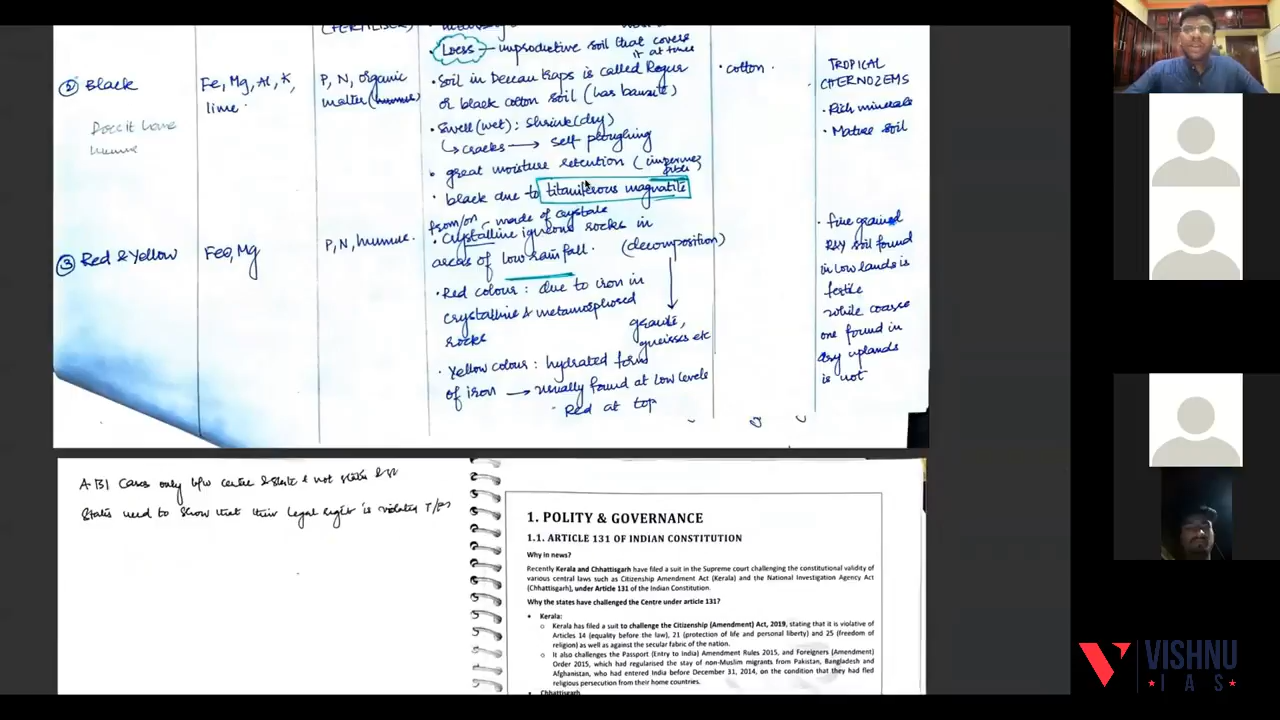 (FERTILISER)
• Loess — unproductive soil that covers
it at times
② Black
Fe, Mg, Al, K,
lime.
P, N, organic
matter (humus)
• Soil in Deccan traps is called Regur
or black cotton soil (has bauxite)
• Swell (wet) : shrink (dry)
↳ cracks → self ploughing
• great moisture retention
• black due to titaniferous magnatite
• cotton.
TROPICAL
CHERNOZEMS
• Rich minerals
• Mature soil
Does it have
humus
③ Red & Yellow
FeO, Mg
P, N, humus.
from/on — made of crystals
• Crystalline igneous rocks in
areas of low rainfall. (decomposition)
granite,
gneisses etc
• Red colour : due to iron in
crystalline & metamorphosed
rocks
• Yellow colour : hydrated form
of iron → usually found at low levels
• Red at top
• fine grained
R&Y soil found
in low lands is
fertile
while coarse
one found in
dry uplands
is not
A-131 Cases only b/w centre & state & not states &
States need to show that their legal right is violated
1. POLITY & GOVERNANCE
1.1. ARTICLE 131 OF INDIAN CONSTITUTION
Why in news?
Recently Kerala and Chhattisgarh have filed a suit in the Supreme court challenging the constitutional validity of
various central laws such as Citizenship Amendment Act (Kerala) and the National Investigation Agency Act
(Chhattisgarh), under Article 131 of the Indian Constitution.
Why the states have challenged the Centre under article 131?
• Kerala:
o Kerala has filed a suit to challenge the Citizenship (Amendment) Act, 2019, stating that it is violative of
Articles 14 (equality before the law), 21 (protection of life and personal liberty) and 25 (freedom of
religion) as well as against the secular fabric of the nation.
o It also challenges the Passport (Entry to India) Amendment Rules 2015, and Foreigners (Amendment)
Order 2015, which had regularised the stay of non-Muslim migrants from Pakistan, Bangladesh and
Afghanistan, who had entered India before December 31, 2014, on the condition that they had fled
religious persecution from their home countries.
• Chhattisgarh
VISHNU
IAS